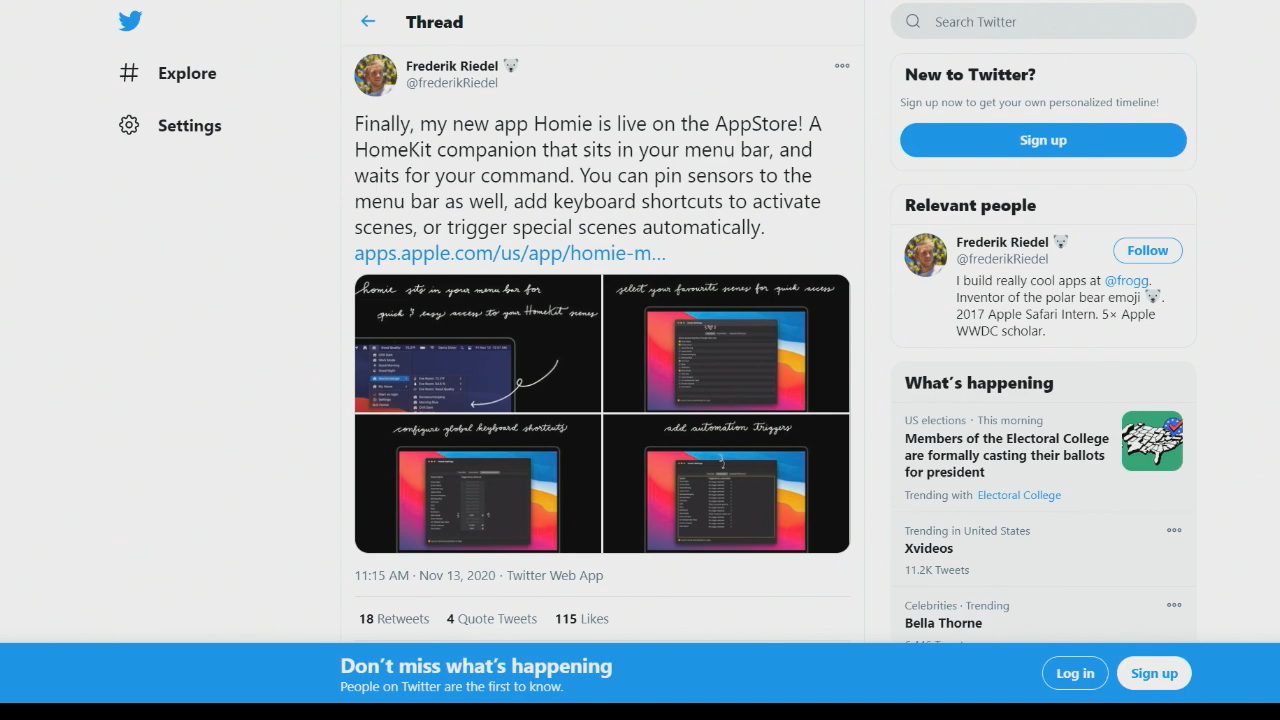 Explore
Settings
Thread
Frederik Riedel
@frederikRiedel
Finally, my new app Homie is live on the AppStore! A
HomeKit companion that sits in your menu bar, and
waits for your command. You can pin sensors to the
menu bar as well, add keyboard shortcuts to activate
scenes, or trigger special scenes automatically.
apps.apple.com/us/app/homie-m...
homie sits in your menu bar for
quick & easy access to your HomeKit scenes
select your favourite scenes for quick access
configure global keyboard shortcuts
add automation triggers
11:15 AM · Nov 13, 2020 · Twitter Web App
18 Retweets 4 Quote Tweets 115 Likes
Search Twitter
New to Twitter?
Sign up now to get your own personalized timeline!
Sign up
Relevant people
Frederik Riedel
@frederikRiedel
Follow
I build really cool apps at @frogg.
Inventor of the polar bear emoji 🐻‍❄️.
2017 Apple Safari Intern. 5× Apple
WWDC scholar.
What's happening
US elections · This morning
Members of the Electoral College
are formally casting their ballots
for president
Trending with Electoral College
Trending in United States
Xvideos
11.2K Tweets
Celebrities · Trending
Bella Thorne
Don't miss what's happening
People on Twitter are the first to know.
Log in
Sign up